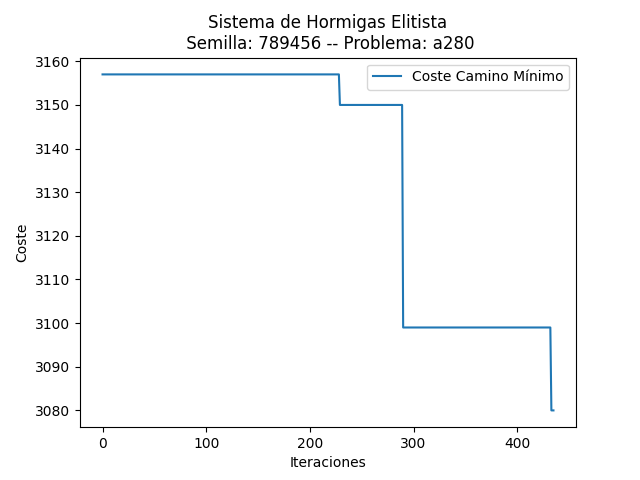 Sistema de Hormigas Elitista
Semilla: 789456 -- Problema: a280
Coste Camino Mínimo
3160
3150
3140
3130
3120
3110
3100
3090
3080
Coste
0
100
200
300
400
Iteraciones